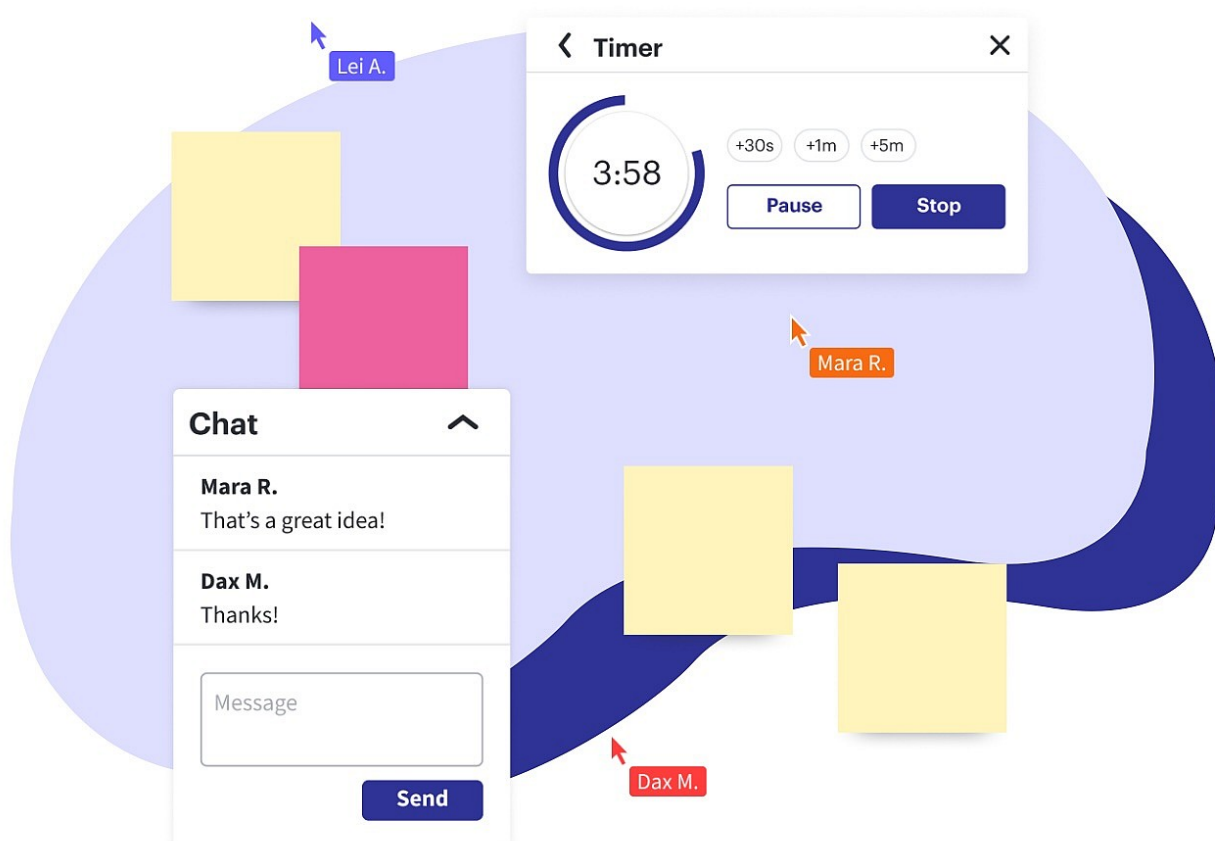 Lei A.
Timer
3:58
+30s +1m +5m
Pause Stop
Mara R.
Chat
Mara R.
That’s a great idea!
Dax M.
Thanks!
Message
Send
Dax M.